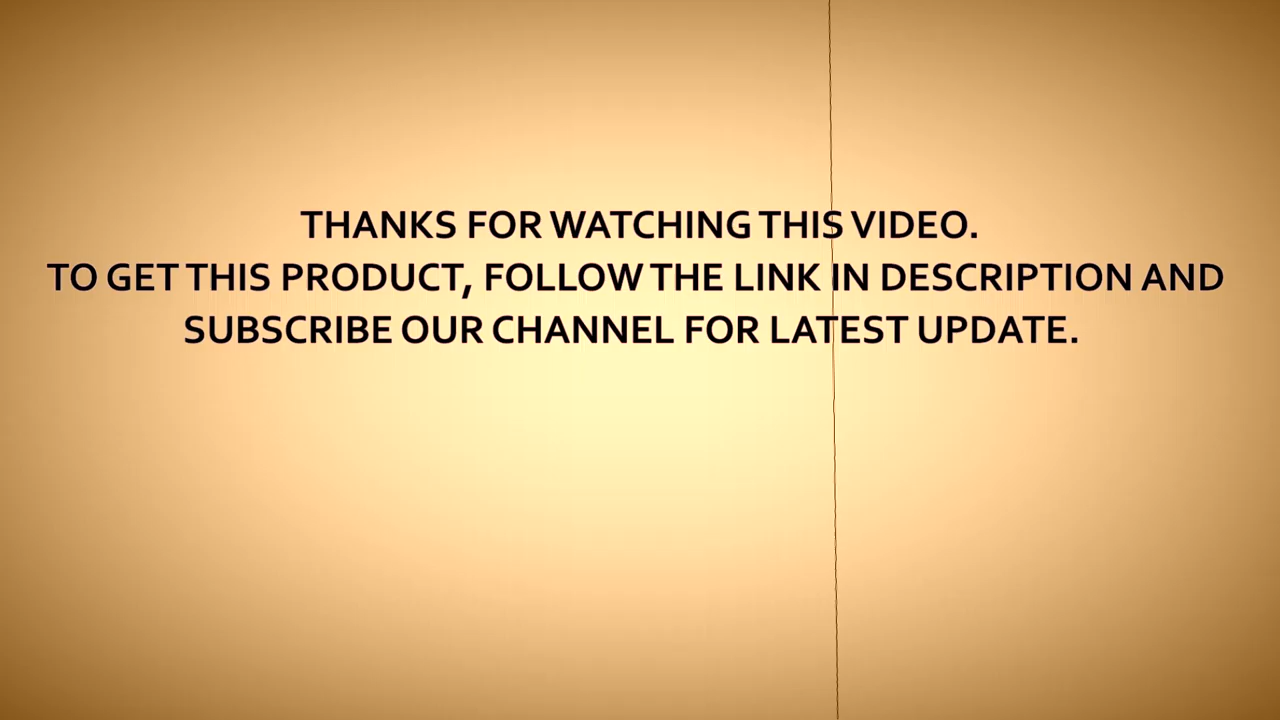 THANKS FOR WATCHING THIS VIDEO.
TO GET THIS PRODUCT, FOLLOW THE LINK IN DESCRIPTION AND
SUBSCRIBE OUR CHANNEL FOR LATEST UPDATE.